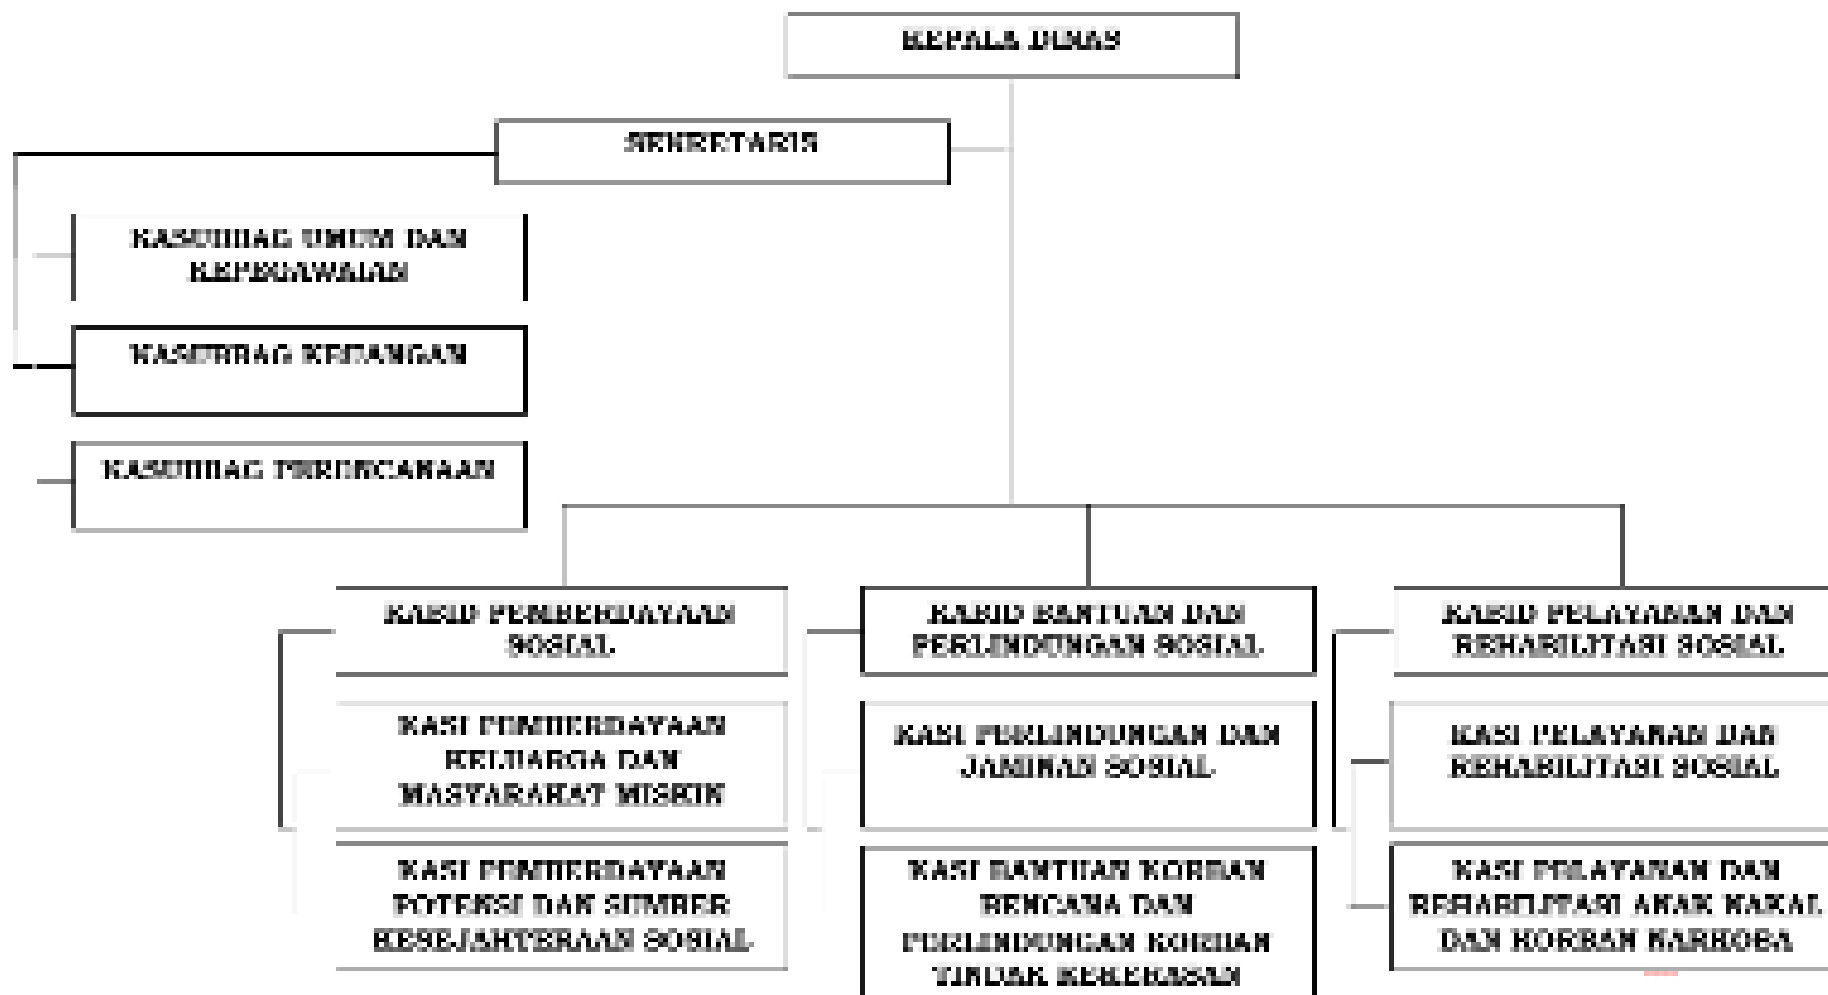 KEPALA DINAS
SEKRETARIS
KASUBBAG UMUM DAN
KEPEGAWAIAN
KASUBBAG KEUANGAN
KASUBBAG PERENCANAAN
KABID PEMBERDAYAAN
SOSIAL
KASI PEMBERDAYAAN
KELUARGA DAN
MASYARAKAT MISKIN
KASI PEMBERDAYAAN
POTENSI DAN SUMBER
KESEJAHTERAAN SOSIAL
KABID BANTUAN DAN
PERLINDUNGAN SOSIAL
KASI PERLINDUNGAN DAN
JAMINAN SOSIAL
KASI BANTUAN KORBAN
BENCANA DAN
PERLINDUNGAN KORBAN
TINDAK KEKERASAN
KABID PELAYANAN DAN
REHABILITASI SOSIAL
KASI PELAYANAN DAN
REHABILITASI SOSIAL
KASI PELAYANAN DAN
REHABILITASI ANAK NAKAL
DAN KORBAN NARKOBA